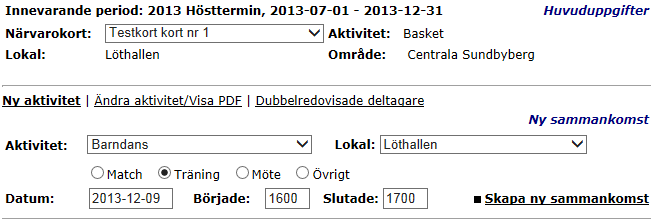 Innevarande period: 2013 Hösttermin, 2013-07-01 - 2013-12-31 Huvuduppgifter
Närvarokort: Testkort kort nr 1 Aktivitet: Basket
Lokal: Löthallen Område: Centrala Sundbyberg
Ny aktivitet | Ändra aktivitet/Visa PDF | Dubbelredovisade deltagare
Ny sammankomst
Aktivitet: Barndans Lokal: Löthallen
Match Träning Möte Övrigt
Datum: 2013-12-09 Började: 1600 Slutade: 1700 Skapa ny sammankomst